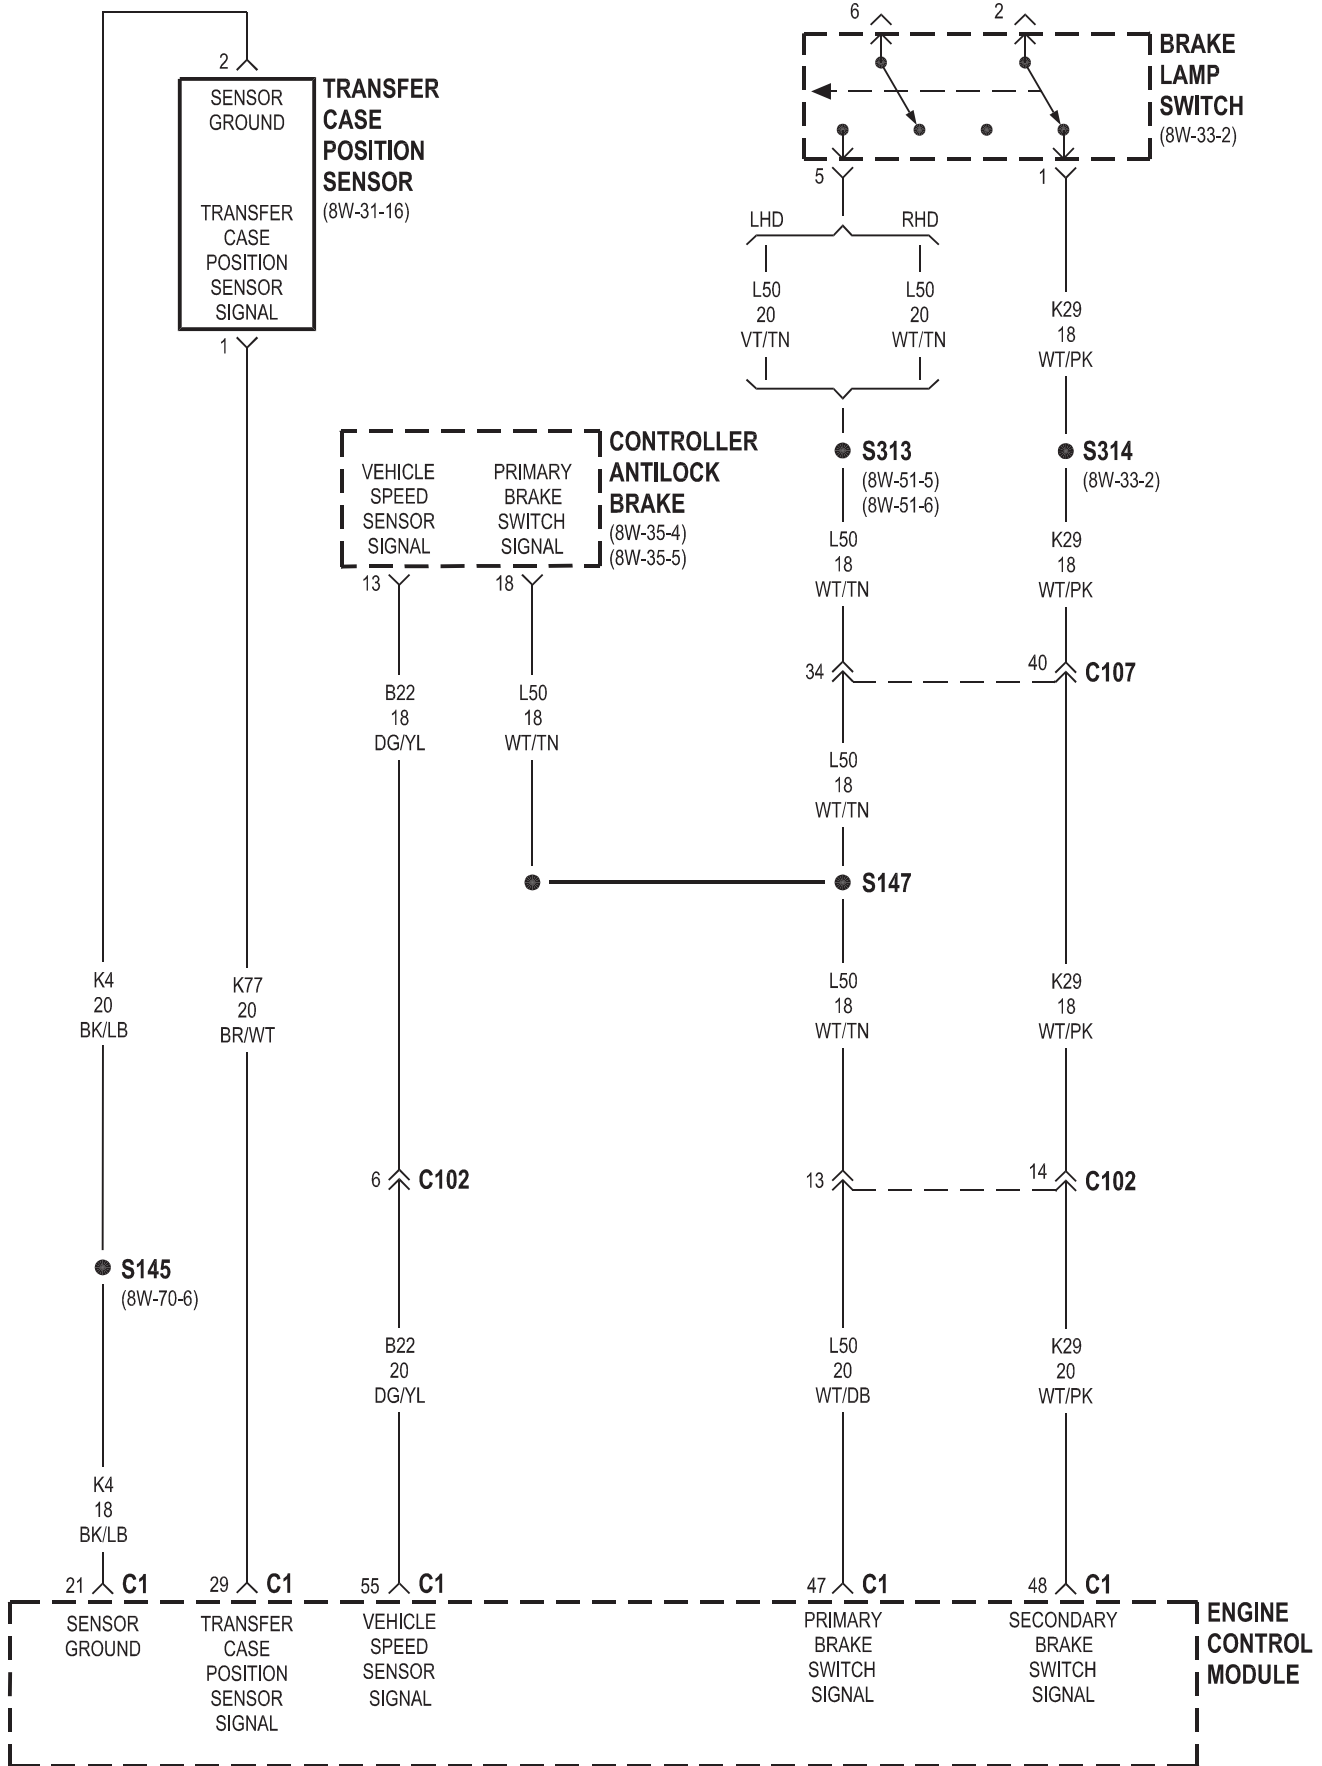 6
2
BRAKE
LAMP
SWITCH
(8W-33-2)
5
1
2
SENSOR
GROUND
TRANSFER
CASE
POSITION
SENSOR
SIGNAL
TRANSFER
CASE
POSITION
SENSOR
(8W-31-16)
1
LHD
RHD
L50
20
VT/TN
L50
20
WT/TN
K29
18
WT/PK
VEHICLE
SPEED
SENSOR
SIGNAL
PRIMARY
BRAKE
SWITCH
SIGNAL
CONTROLLER
ANTILOCK
BRAKE
(8W-35-4)
(8W-35-5)
13
18
S313
(8W-51-5)
(8W-51-6)
S314
(8W-33-2)
L50
18
WT/TN
K29
18
WT/PK
34
40
C107
B22
18
DG/YL
L50
18
WT/TN
L50
18
WT/TN
S147
K4
20
BK/LB
K77
20
BR/WT
L50
18
WT/TN
K29
18
WT/PK
6
C102
13
14
C102
S145
(8W-70-6)
B22
20
DG/YL
L50
20
WT/DB
K29
20
WT/PK
K4
18
BK/LB
21
C1
29
C1
55
C1
47
C1
48
C1
SENSOR
GROUND
TRANSFER
CASE
POSITION
SENSOR
SIGNAL
VEHICLE
SPEED
SENSOR
SIGNAL
PRIMARY
BRAKE
SWITCH
SIGNAL
SECONDARY
BRAKE
SWITCH
SIGNAL
ENGINE
CONTROL
MODULE